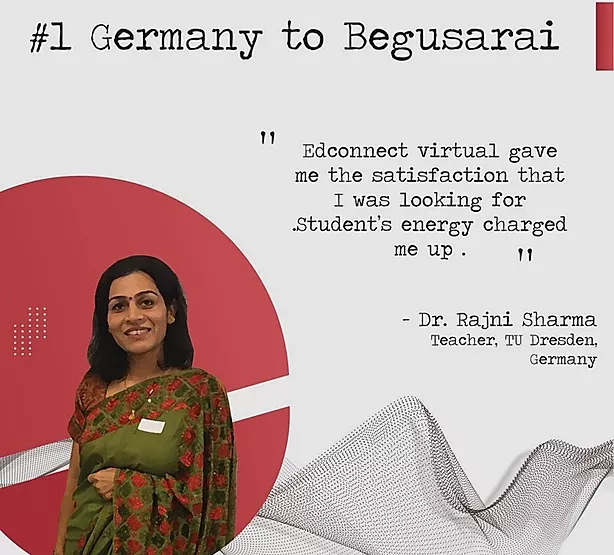 #1 Germany to Begusarai
"
Edconnect virtual gave
me the satisfaction that
I was looking for
.Student's energy charged
me up .
"
- Dr. Rajni Sharma
Teacher, TU Dresden,
Germany